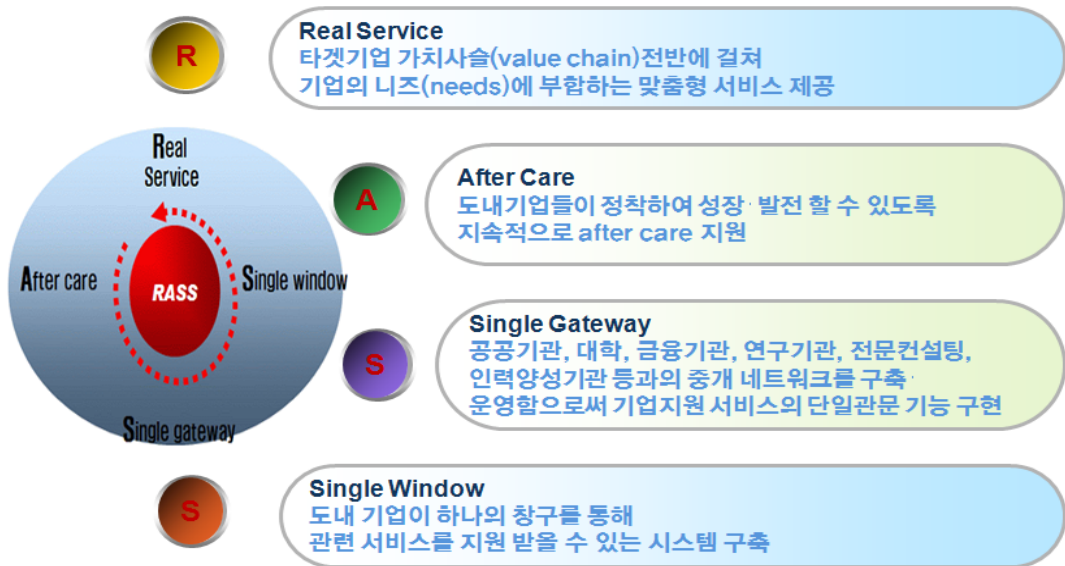 R
Real Service
타겟기업 가치사슬(value chain)전반에 걸쳐
기업의 니즈(needs)에 부합하는 맞춤형 서비스 제공
Real
Service
After care
RASS
Single window
Single gateway
A
After Care
도내기업들이 정착하여 성장·발전 할 수 있도록
지속적으로 after care 지원
S
Single Gateway
공공기관, 대학, 금융기관, 연구기관, 전문컨설팅,
인력양성기관 등과의 중개 네트워크를 구축·
운영함으로써 기업지원 서비스의 단일관문 기능 구현
S
Single Window
도내 기업이 하나의 창구를 통해
관련 서비스를 지원 받을 수 있는 시스템 구축